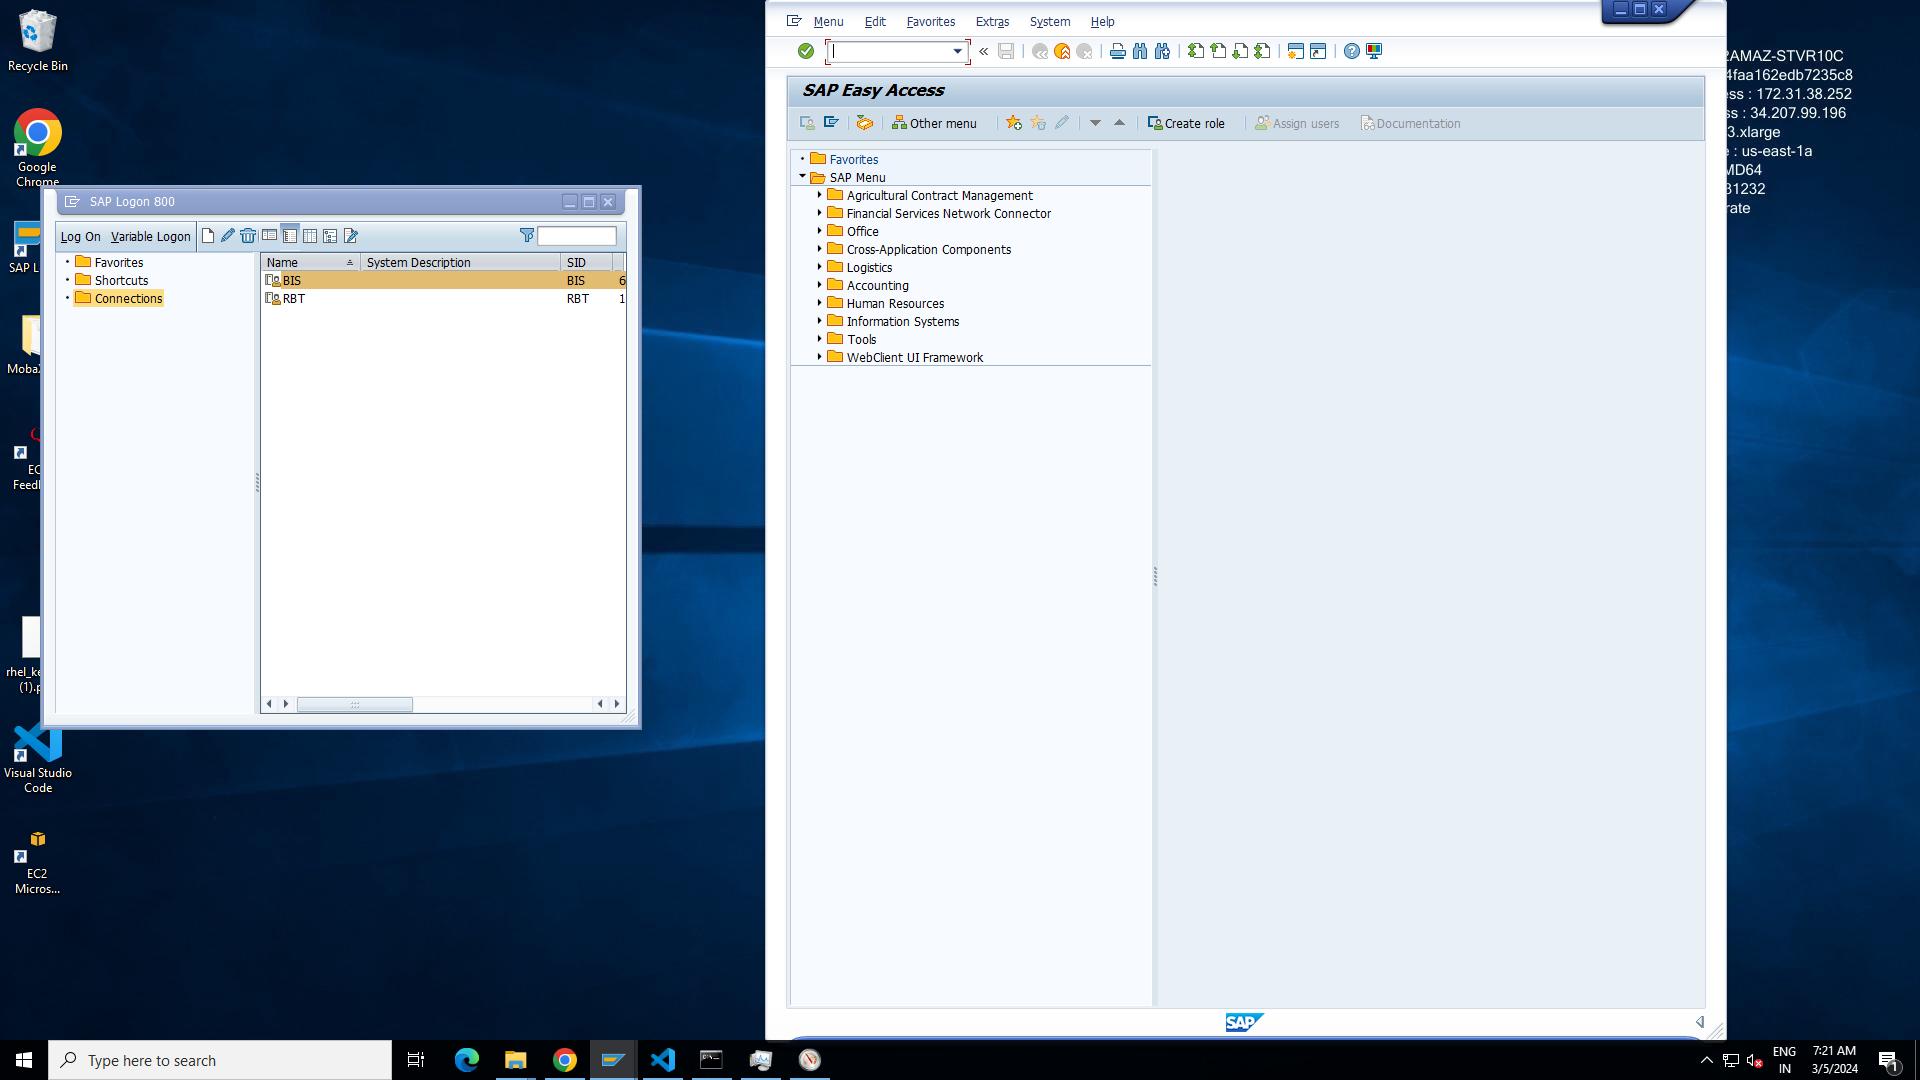 Recycle Bin
Google
Chrome
SAP L
Moba
EC
Feedl
rhel_ke
(1).p
Visual Studio
Code
EC2
Micros...
SAP Logon 800
Log On Variable Logon
Favorites
Shortcuts
Connections
Name System Description SID
BIS BIS 6
RBT RBT 1
Menu Edit Favorites Extras System Help
SAP Easy Access
Other menu Create role Assign users Documentation
Favorites
SAP Menu
Agricultural Contract Management
Financial Services Network Connector
Office
Cross-Application Components
Logistics
Accounting
Human Resources
Information Systems
Tools
WebClient UI Framework
SAP
2AMAZ-STVR10C
4faa162edb7235c8
ess : 172.31.38.252
ss : 34.207.99.196
3.xlarge
e : us-east-1a
MD64
31232
rate
Type here to search
ENG
IN
7:21 AM
3/5/2024
1